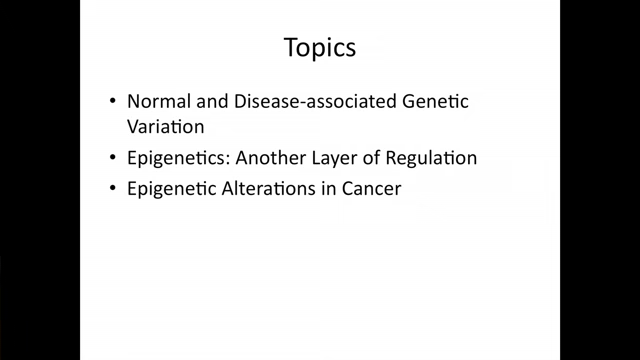 Topics
• Normal and Disease-associated Genetic
Variation
• Epigenetics: Another Layer of Regulation
• Epigenetic Alterations in Cancer